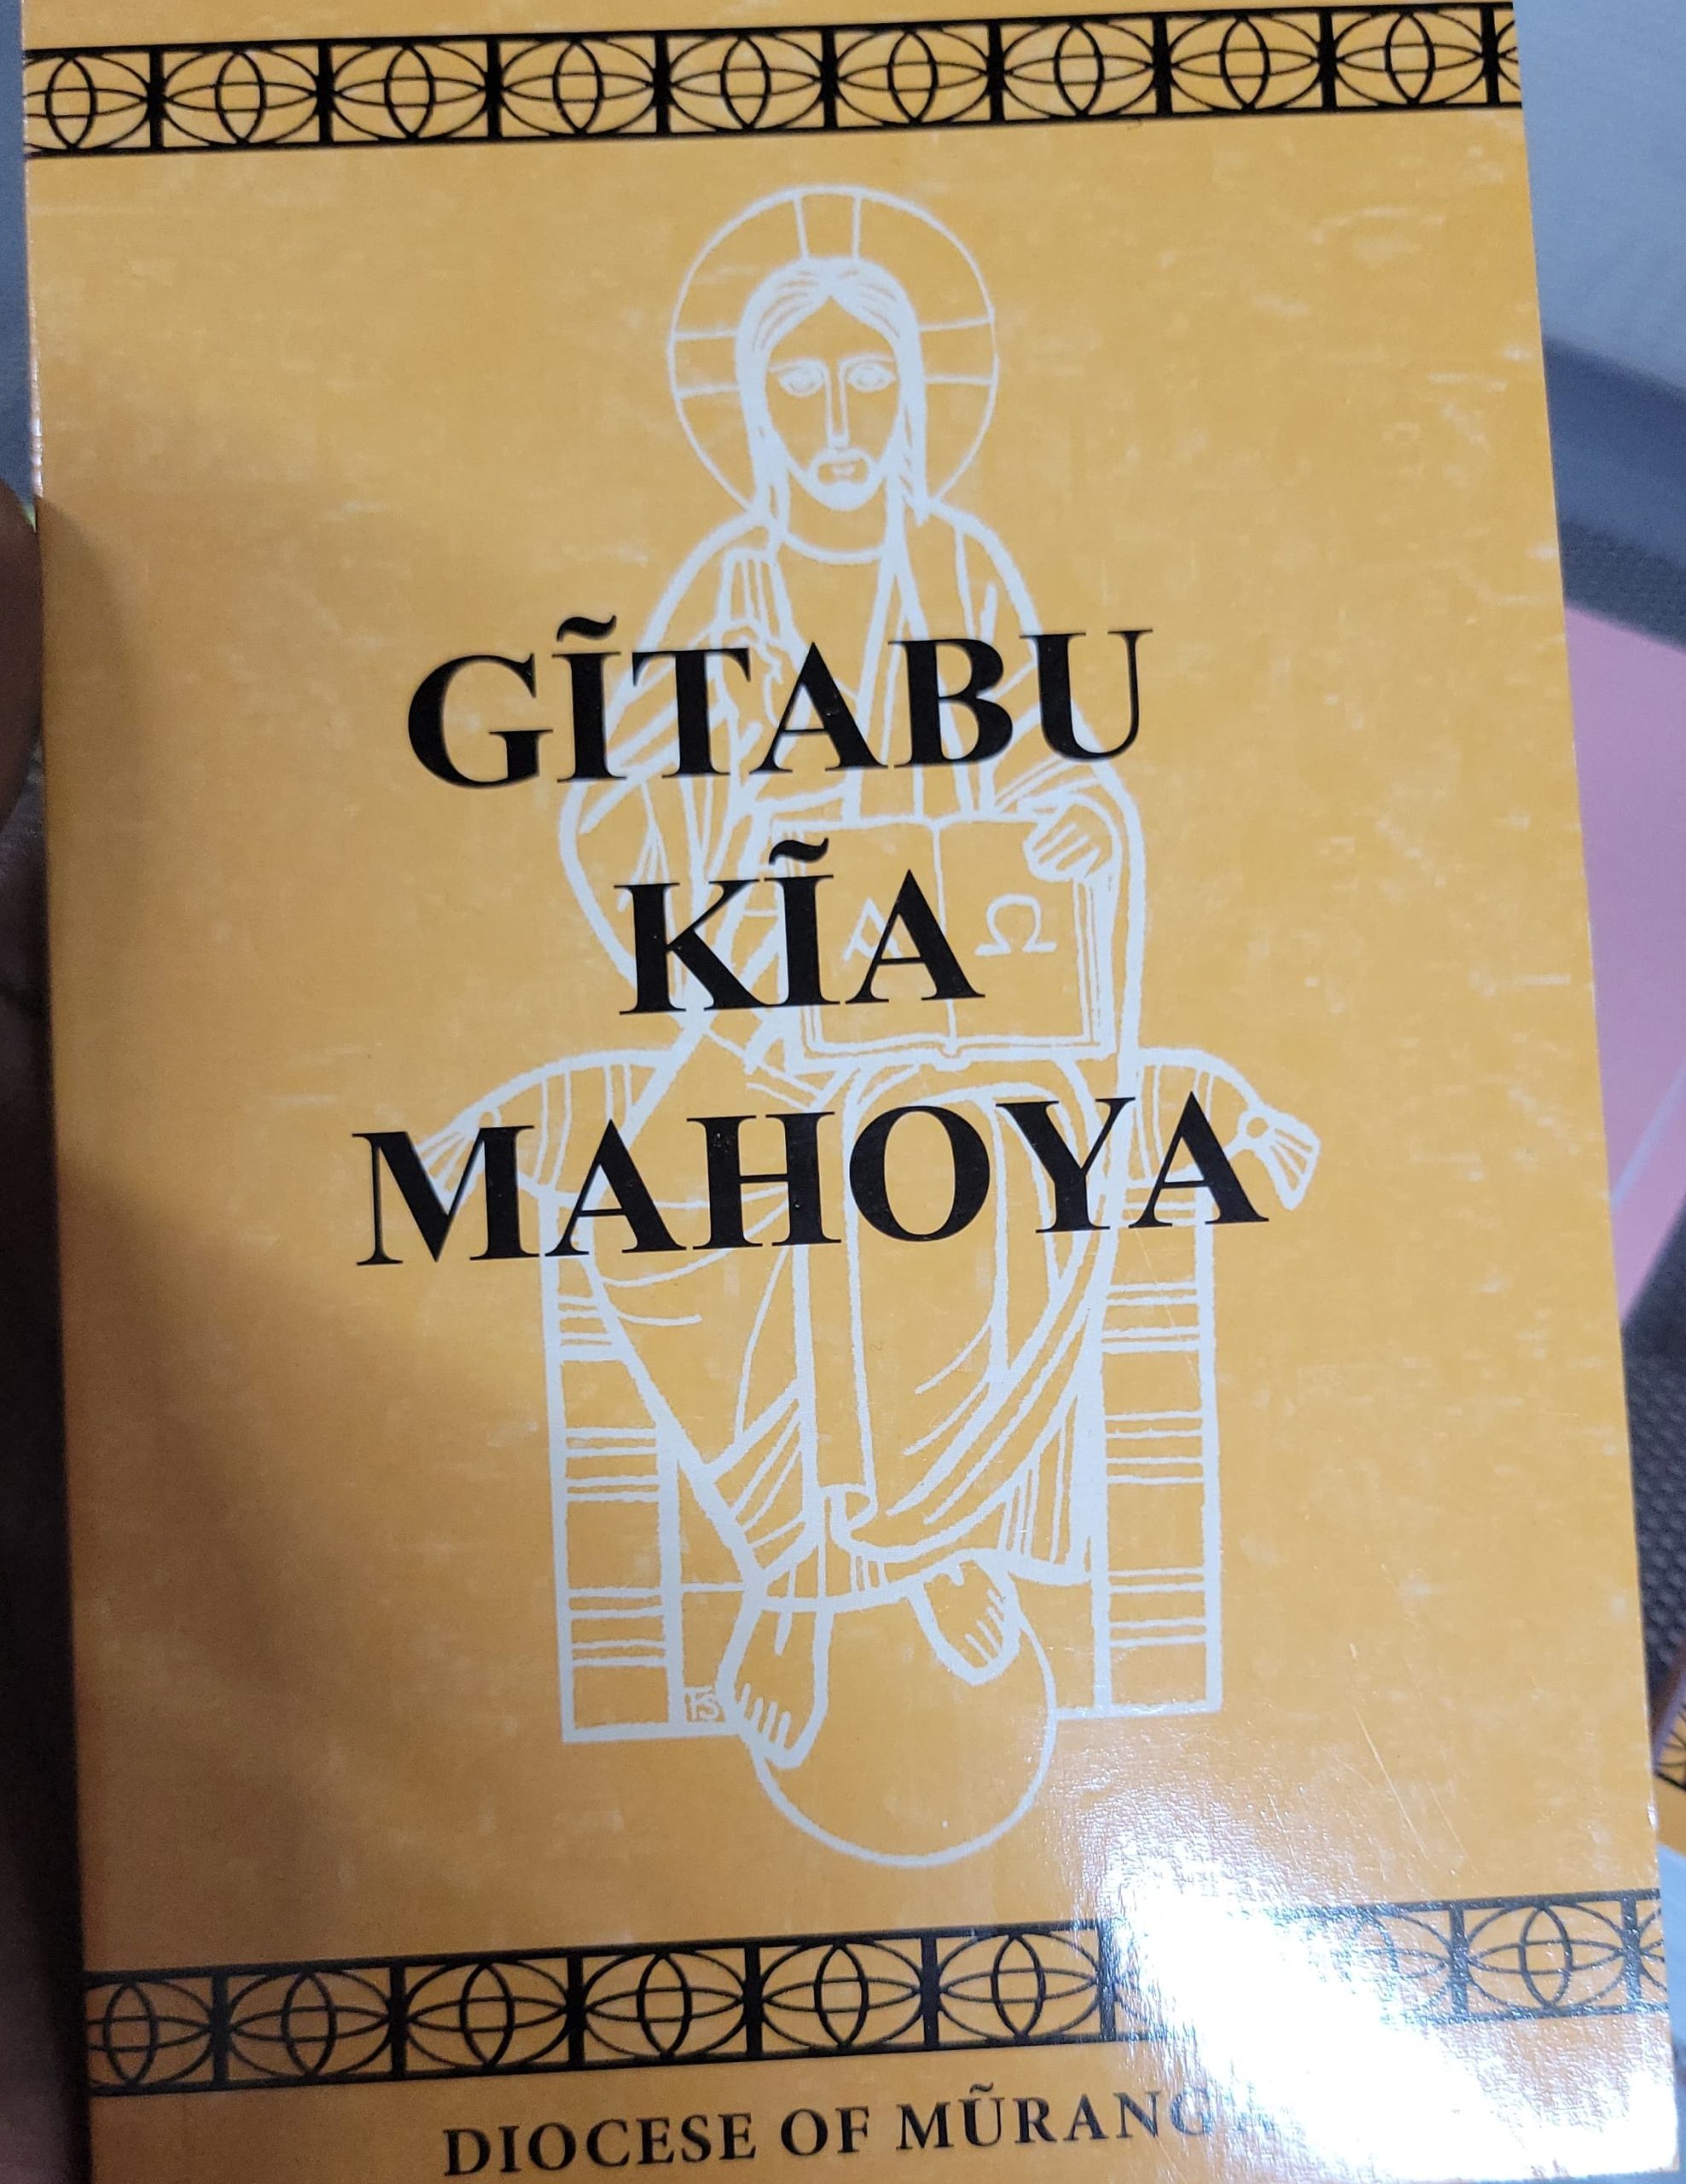 GĨTABU
KĨA
MAHOYA
Α Ω
DIOCESE OF MŨRANG'A